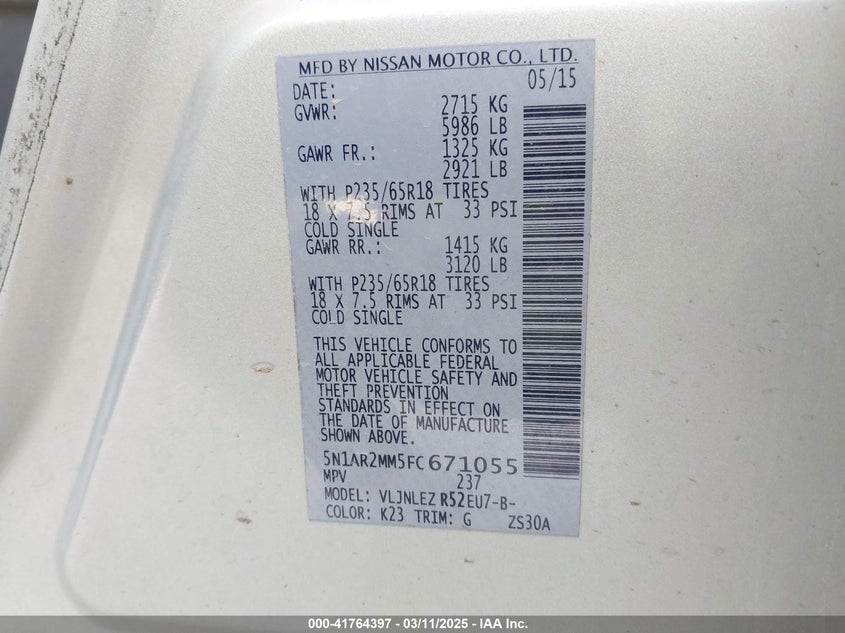 MFD BY NISSAN MOTOR CO., LTD.
DATE: 05/15
GVWR: 2715 KG
5986 LB
GAWR FR.: 1325 KG
2921 LB
WITH P235/65R18 TIRES
18 X 7.5 RIMS AT 33 PSI
COLD SINGLE
GAWR RR.: 1415 KG
3120 LB
WITH P235/65R18 TIRES
18 X 7.5 RIMS AT 33 PSI
COLD SINGLE
THIS VEHICLE CONFORMS TO
ALL APPLICABLE FEDERAL
MOTOR VEHICLE SAFETY AND
THEFT PREVENTION
STANDARDS IN EFFECT ON
THE DATE OF MANUFACTURE
SHOWN ABOVE.
5N1AR2MM5FC671055
MPV 237
MODEL: VLJNLEZ R52EU7-B-
COLOR: K23 TRIM: G ZS30A
000-41764397 - 03/11/2025 - IAA Inc.